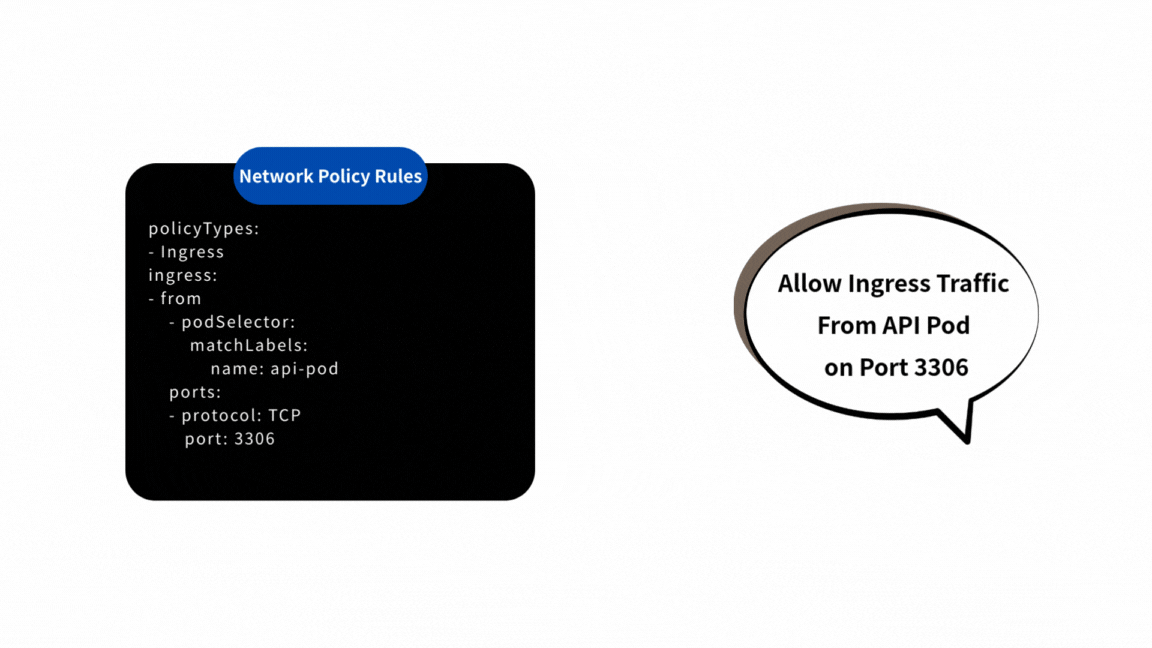 Network Policy Rules
policyTypes:
- Ingress
ingress:
- from
- podSelector:
matchLabels:
name: api-pod
ports:
- protocol: TCP
port: 3306
Allow Ingress Traffic
From API Pod
on Port 3306